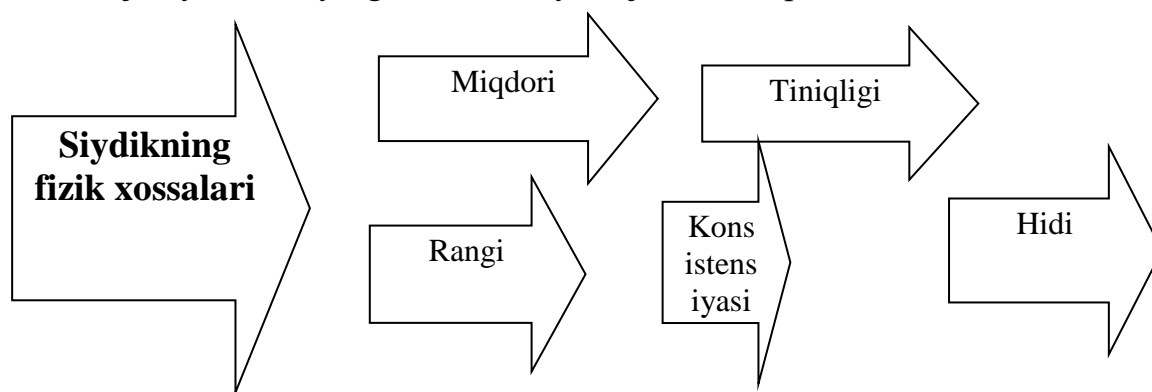 Siydikning
fizik xossalari
Miqdori
Tiniqligi
Rangi
Kons
istens
iyasi
Hidi